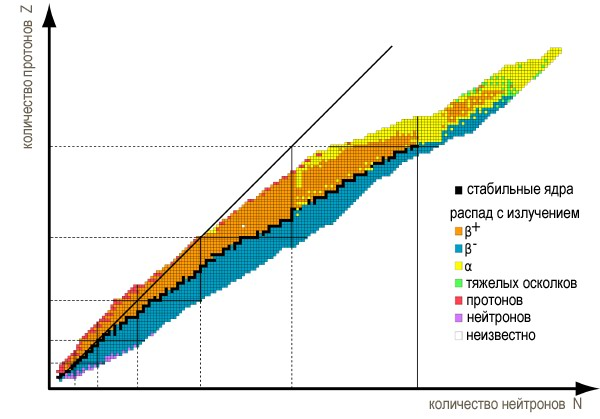 количество протонов Z
стабильные ядра
распад с излучением
β+
β-
α
тяжелых осколков
протонов
нейтронов
неизвестно
количество нейтронов N